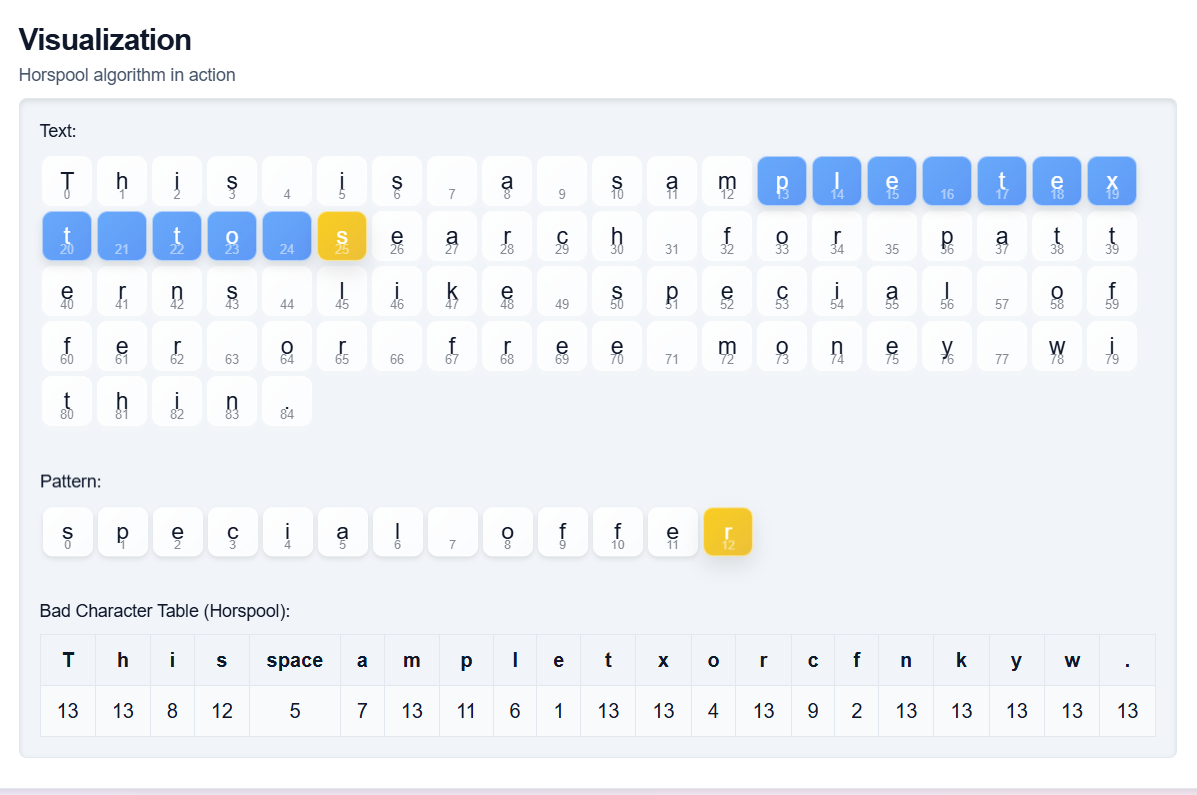 Visualization
Horspool algorithm in action
Text:
T h i s i s a s a m p l e t e x
0 1 2 3 4 5 6 7 8 9 10 11 12 13 14 15 16 17 18 19
t t o s e a r c h f o r p a t t
20 21 22 23 24 25 26 27 28 29 30 31 32 33 34 35 36 37 38 39
e r n s l i k e s p e c i a l o f
40 41 42 43 44 45 46 47 48 49 50 51 52 53 54 55 56 57 58 59
f e r o r f r e e m o n e y w i
60 61 62 63 64 65 66 67 68 69 70 71 72 73 74 75 76 77 78 79
t h i n .
80 81 82 83 84
Pattern:
s p e c i a l o f f e r
0 1 2 3 4 5 6 7 8 9 10 11 12
Bad Character Table (Horspool):
T h i s space a m p l e t x o r c f n k y w .
13 13 8 12 5 7 13 11 6 1 13 13 4 13 9 2 13 13 13 13 13